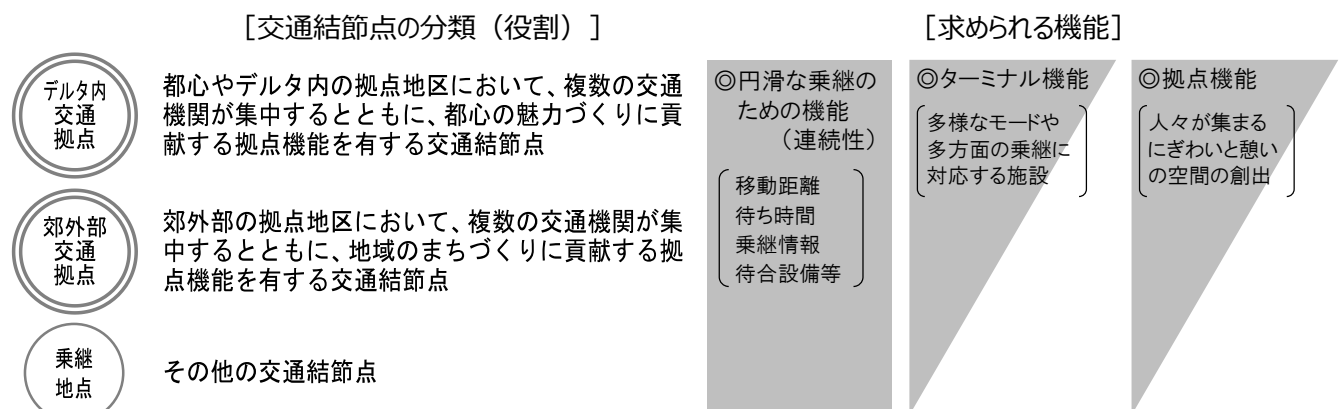 [交通結節点の分類（役割）]
[求められる機能]
デルタ内
交通
拠点
都心やデルタ内の拠点地区において、複数の交通
機関が集中するとともに、都心の魅力づくりに貢
献する拠点機能を有する交通結節点
郊外部
交通
拠点
郊外部の拠点地区において、複数の交通機関が集
中するとともに、地域のまちづくりに貢献する拠
点機能を有する交通結節点
乗継
地点
その他の交通結節点
◎円滑な乗継の
ための機能
（連続性）
移動距離
待ち時間
乗継情報
待合設備等
◎ターミナル機能
多様なモードや
多方面の乗継に
対応する施設
◎拠点機能
人々が集まる
にぎわいと憩い
の空間の創出